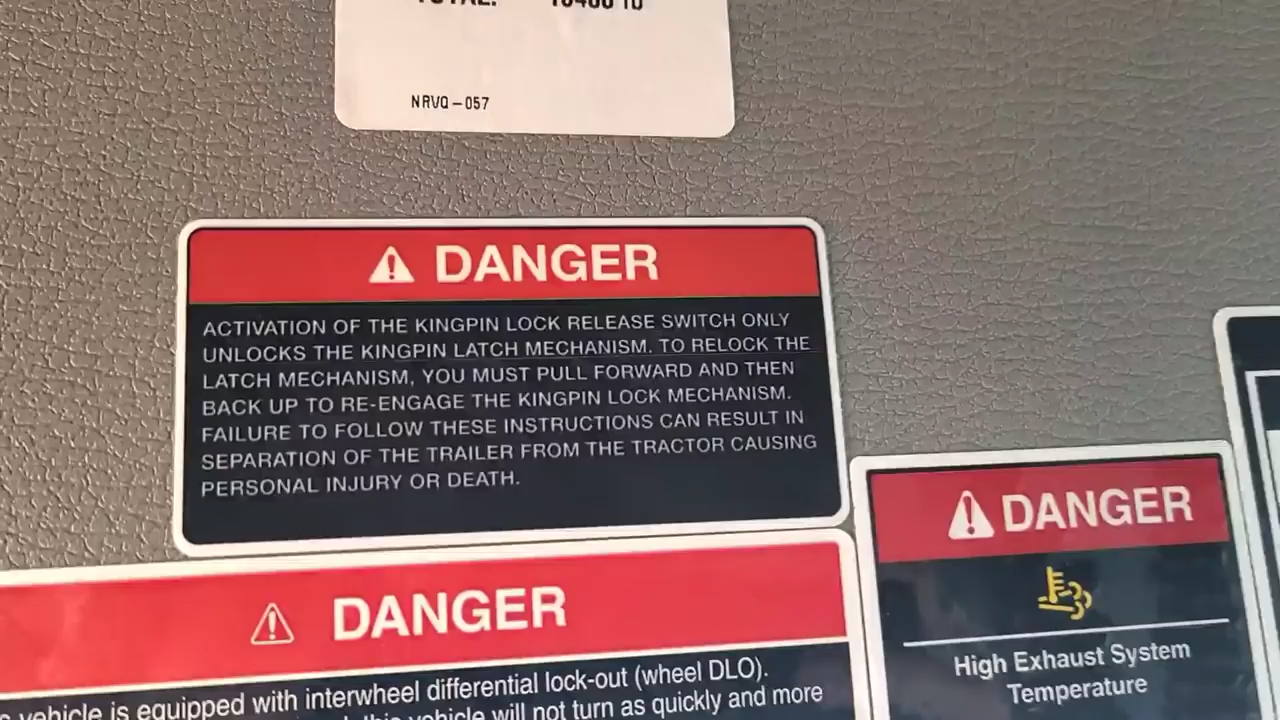 NRVQ-057
DANGER
ACTIVATION OF THE KINGPIN LOCK RELEASE SWITCH ONLY
UNLOCKS THE KINGPIN LATCH MECHANISM. TO RELOCK THE
LATCH MECHANISM, YOU MUST PULL FORWARD AND THEN
BACK UP TO RE-ENGAGE THE KINGPIN LOCK MECHANISM.
FAILURE TO FOLLOW THESE INSTRUCTIONS CAN RESULT IN
SEPARATION OF THE TRAILER FROM THE TRACTOR CAUSING
PERSONAL INJURY OR DEATH.
DANGER
vehicle is equipped with interwheel differential lock-out (wheel DLO).
this vehicle will not turn as quickly and more
DANGER
High Exhaust System
Temperature